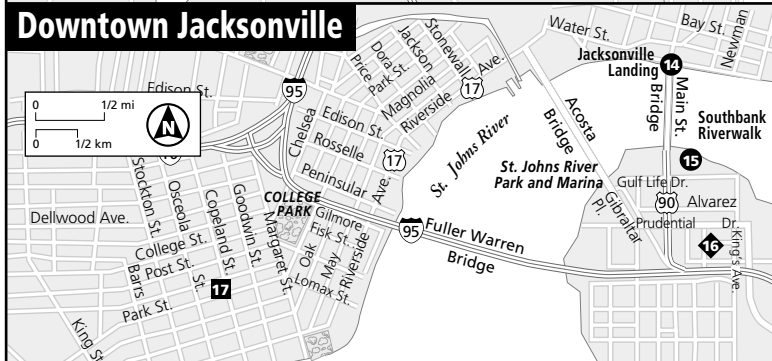 Downtown Jacksonville
0 1/2 mi
0 1/2 km
N
Edison St.
95
Chelsea
Price
Dora
Park St.
Jackson
Magnolia
Stonewall
Riverside
Ave.
17
Edison St.
Rosselle
Peninsular
17
Ave.
Water St.
Bay St.
Newman
Jacksonville
Landing
14
Main St.
Bridge
Acosta
Bridge
Southbank
Riverwalk
15
St. Johns River
St. Johns River
Park and Marina
Gulf Life Dr.
90
Alvarez
Gibraltar
Pl.
Prudential Dr.
16
King's Ave.
95
Fuller Warren
Bridge
COLLEGE
PARK
Gilmore
Fisk St.
Oak
May
Riverside
Lomax St.
Margaret St.
Goodwin St.
Copeland St.
Osceola
St.
Stockton St.
Dellwood Ave.
College St.
Post St.
Barrs
Park St.
17
King St.